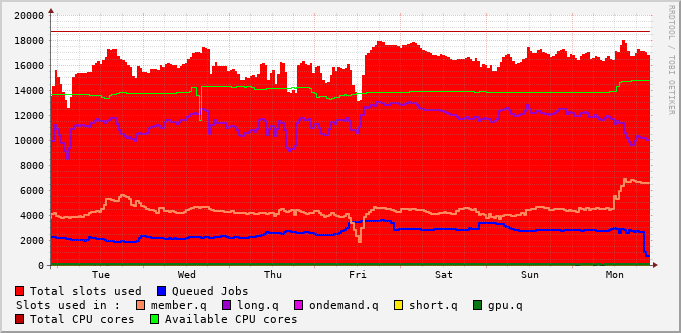 20000
18000
16000
14000
12000
10000
8000
6000
4000
2000
0
Tue Wed Thu Fri Sat Sun Mon
Total slots used Queued Jobs
Slots used in : member.q long.q ondemand.q short.q gpu.q
Total CPU cores Available CPU cores
RRDTOOL / TOBI OETIKER